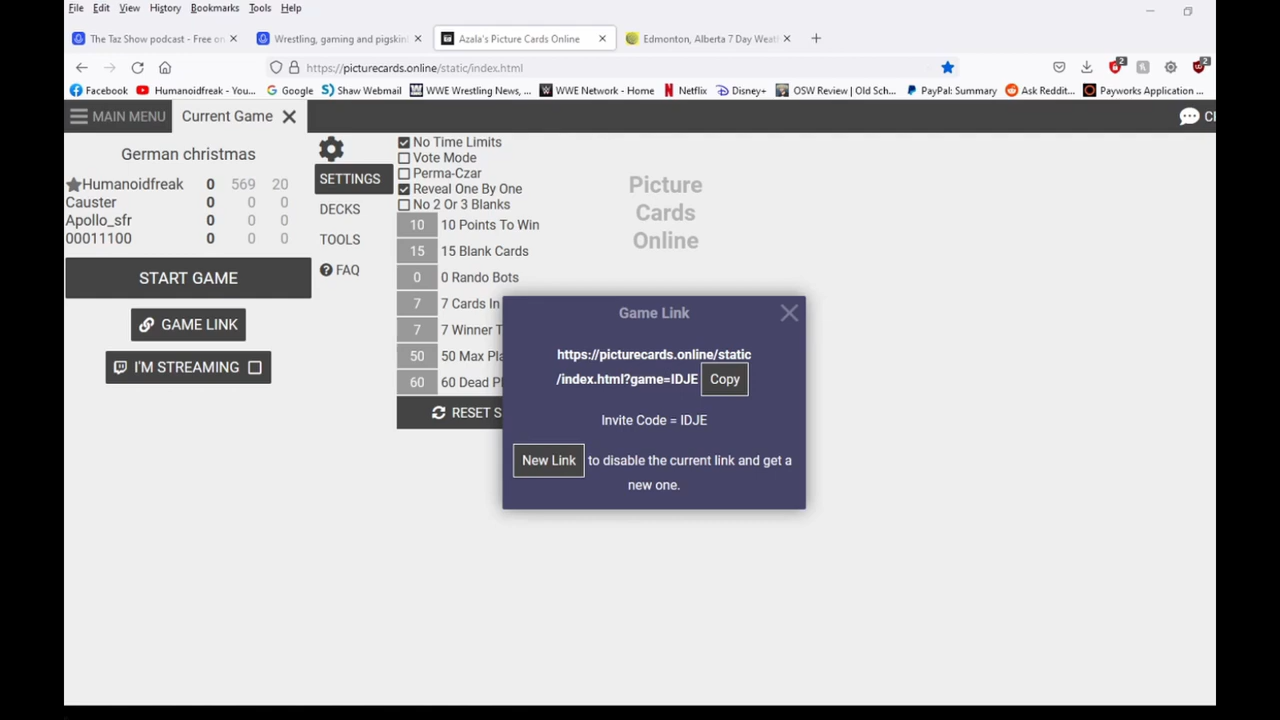 File Edit View History Bookmarks Tools Help
The Taz Show podcast - Free on
Wrestling, gaming and pigskin
Azala's Picture Cards Online
Edmonton, Alberta 7 Day Weat
https://picturecards.online/static/index.html
2
2
Facebook
Humanoidfreak - You...
Google
Shaw Webmail
WWE Wrestling News, ...
WWE Network - Home
Netflix
Disney+
OSW Review | Old Sch...
PayPal: Summary
Ask Reddit...
Payworks Application ...
MAIN MENU
Current Game
German christmas
Humanoidfreak 0 569 20
Causter 0 0 0
Apollo_sfr 0 0 0
00011100 0 0 0
START GAME
GAME LINK
I'M STREAMING
SETTINGS
DECKS
TOOLS
FAQ
No Time Limits
Vote Mode
Perma-Czar
Reveal One By One
No 2 Or 3 Blanks
10 10 Points To Win
15 15 Blank Cards
0 0 Rando Bots
7 7 Cards In
7 7 Winner T
50 50 Max Pla
60 60 Dead Pl
RESET S
Picture
Cards
Online
Game Link
https://picturecards.online/static
/index.html?game=IDJE Copy
Invite Code = IDJE
New Link to disable the current link and get a
new one.